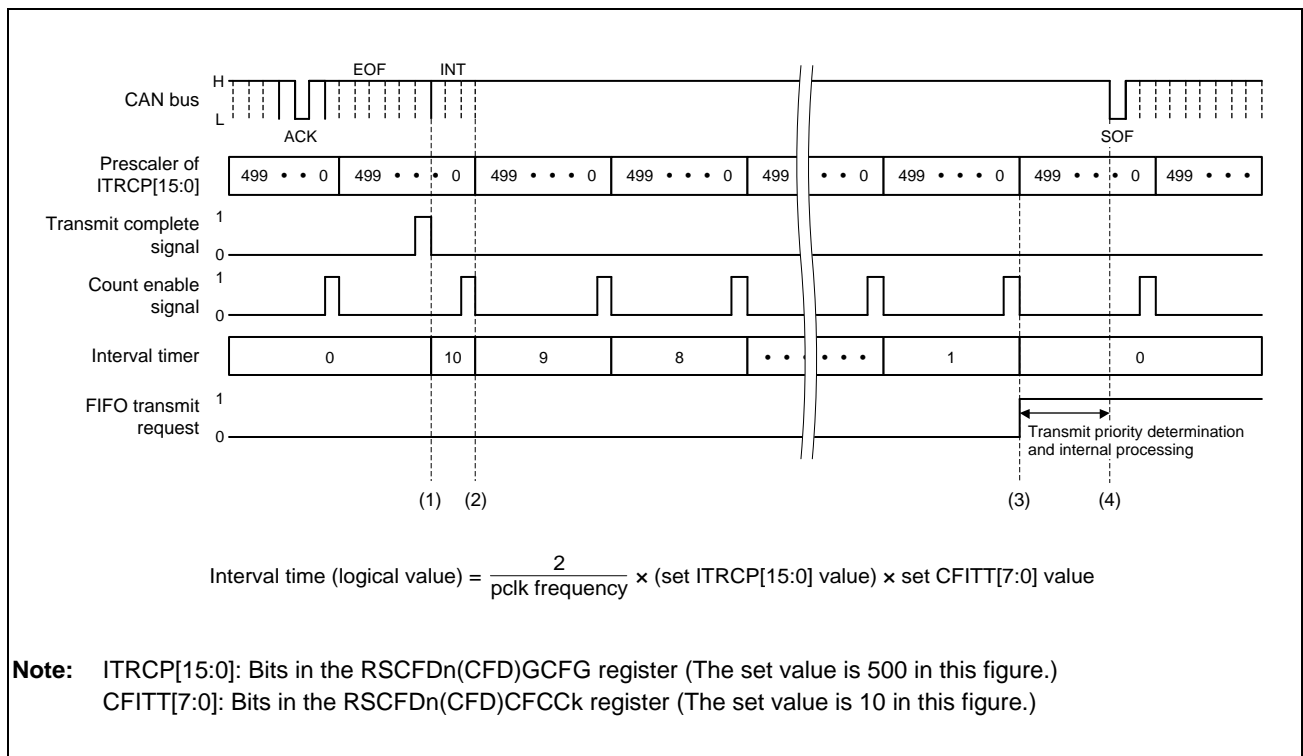 EOF INT
H
CAN bus
L
ACK
SOF
Prescaler of
ITRCP[15:0]
499 • • 0 499 • • • 0 499 • • • 0 499 • • • 0 499 • • 0 499 • • • 0 499 • • • 0 499 • • •
Transmit complete
signal
1
0
Count enable
signal
1
0
Interval timer
0 10 9 8 • • • • • • 1 0
FIFO transmit
request
1
0
Transmit priority determination
and internal processing
(1) (2) (3) (4)
Interval time (logical value) = 2 / pclk frequency × (set ITRCP[15:0] value) × set CFITT[7:0] value
Note: ITRCP[15:0]: Bits in the RSCFDn(CFD)GCFG register (The set value is 500 in this figure.)
CFITT[7:0]: Bits in the RSCFDn(CFD)CFCCk register (The set value is 10 in this figure.)